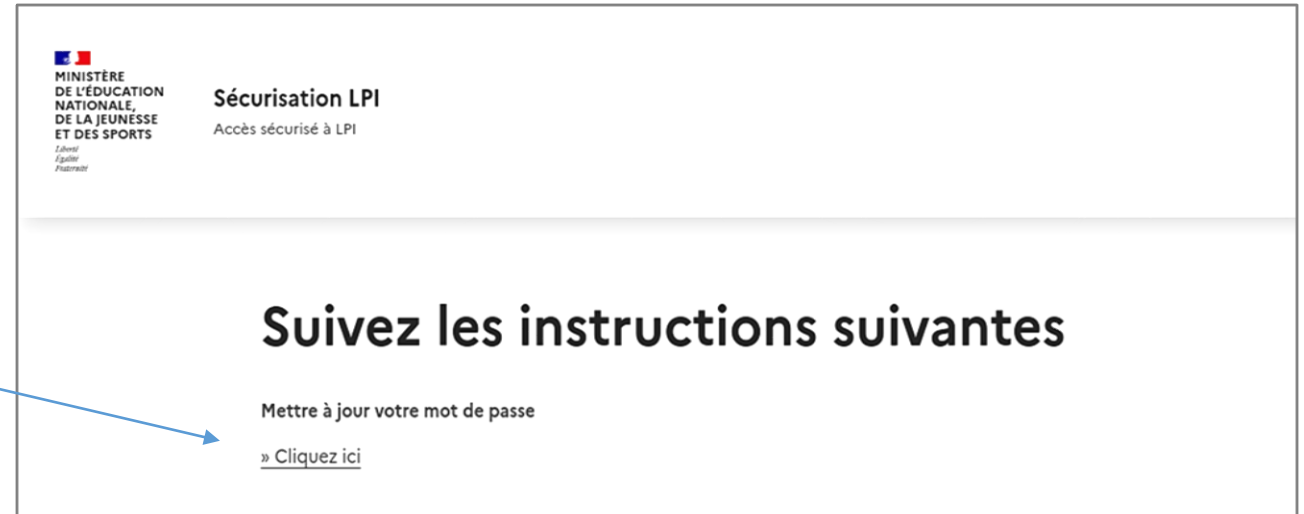 MINISTÈRE
DE L'ÉDUCATION
NATIONALE,
DE LA JEUNESSE
ET DES SPORTS
Liberté
Égalité
Fraternité
Sécurisation LPI
Accès sécurisé à LPI
Suivez les instructions suivantes
Mettre à jour votre mot de passe
» Cliquez ici